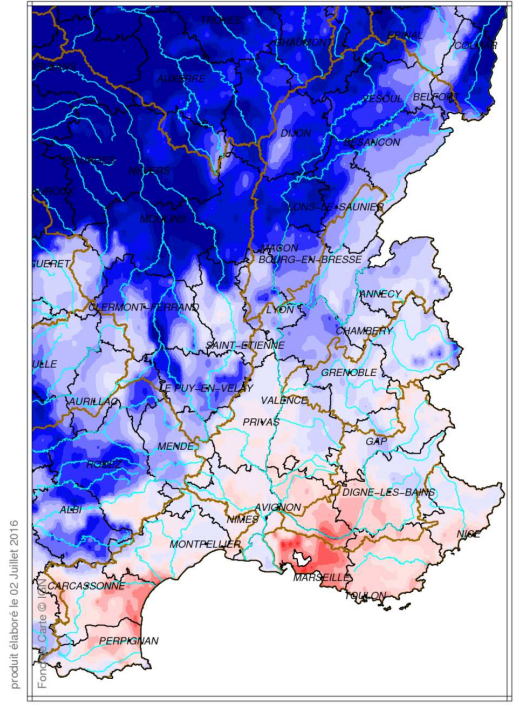 TROYES
CHAUMONT
EPINAL
COLMAR
AUXERRE
VESOUL
BELFORT
DIJON
BESANCON
NEVERS
LONS-LE-SAUNIER
MOULINS
MACON
BOURG-EN-BRESSE
GUERET
ANNECY
CLERMONT-FERRAND
LYON
CHAMBERY
SAINT-ETIENNE
TULLE
GRENOBLE
LE PUY-EN-VELAY
AURILLAC
VALENCE
PRIVAS
MENDE
GAP
RODEZ
DIGNE-LES-BAINS
ALBI
AVIGNON
NIMES
NICE
MONTPELLIER
MARSEILLE
CARCASSONNE
TOULON
PERPIGNAN
produit élaboré le 02 Juillet 2016
Fond de Carte © IGN